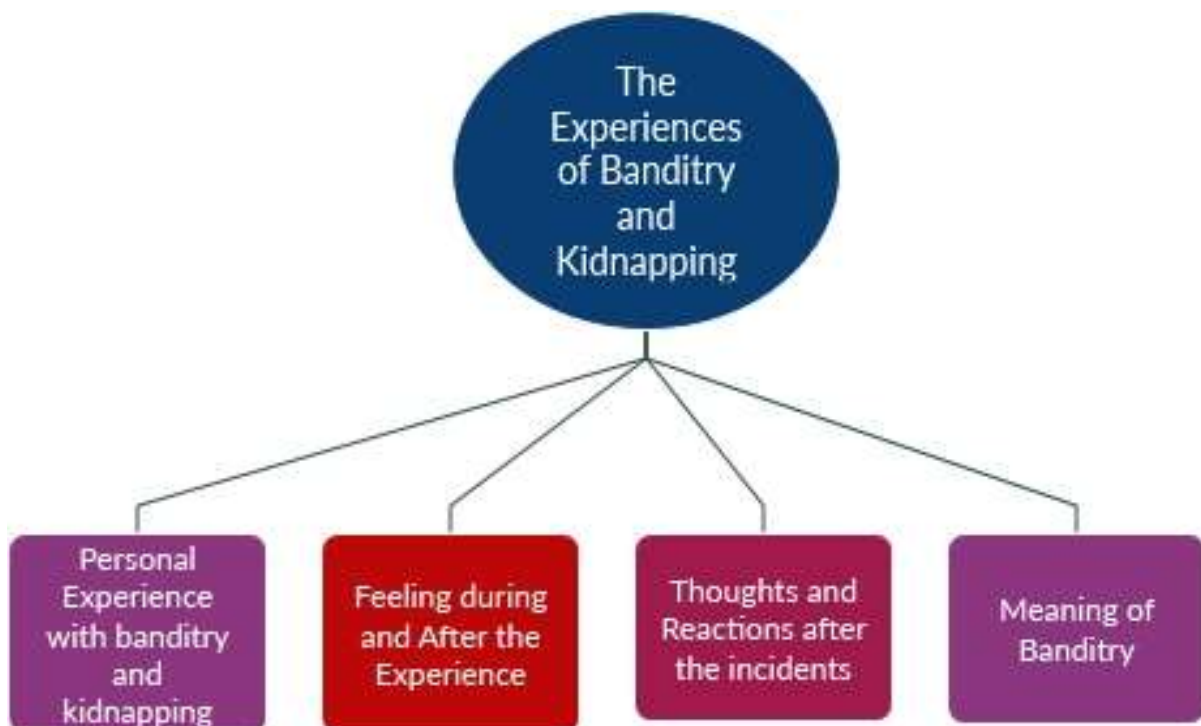 The
Experiences
of Banditry
and
Kidnapping
Personal
Experience
with banditry
and
kidnapping
Feeling during
and After the
Experience
Thoughts and
Reactions after
the incidents
Meaning of
Banditry